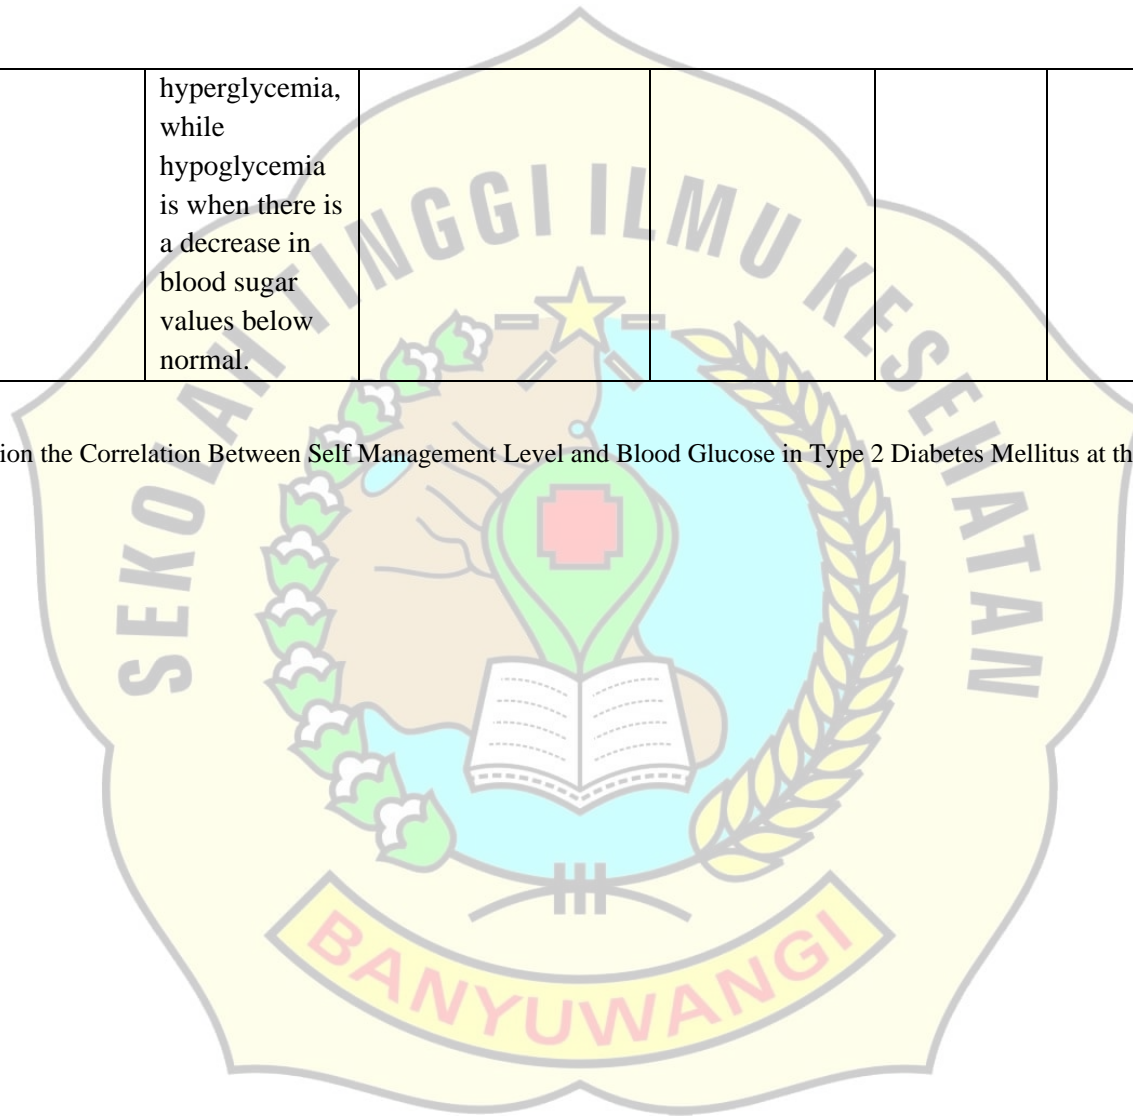 hyperglycemia,
while
hypoglycemia
is when there is
a decrease in
blood sugar
values below
normal.
ion the Correlation Between Self Management Level and Blood Glucose in Type 2 Diabetes Mellitus at th
SEKOLAH TINGGI ILMU KESEHATAN
BANYUWANGI